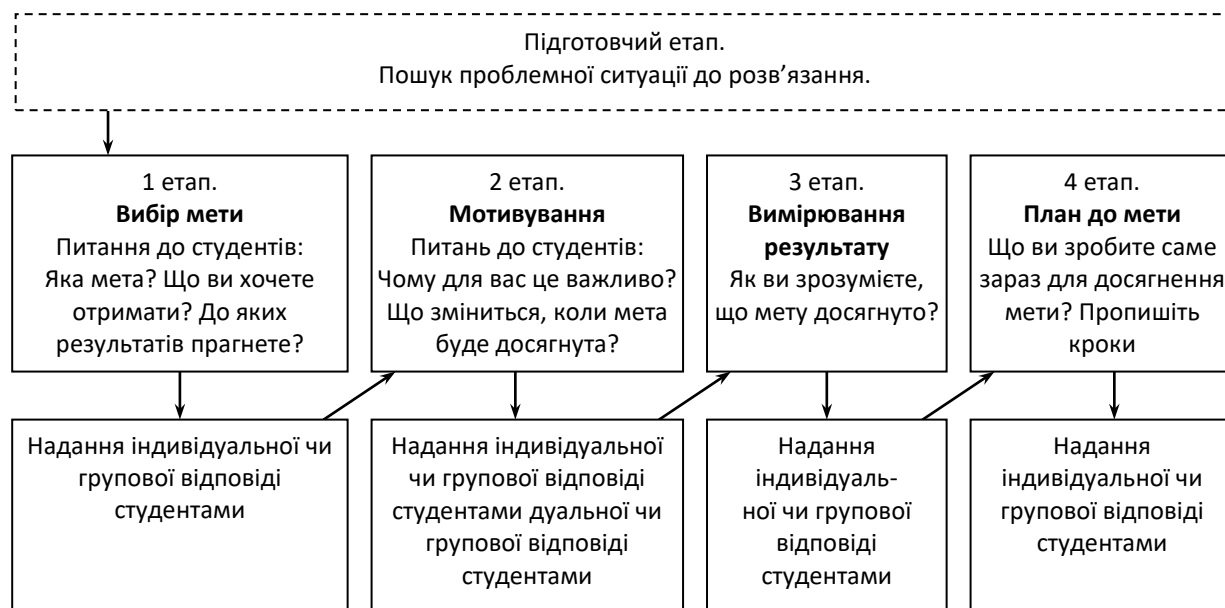 Підготовчий етап.
Пошук проблемної ситуації до розв’язання.
1 етап.
Вибір мети
Питання до студентів:
Яка мета? Що ви хочете
отримати? До яких
результатів прагнете?
2 етап.
Мотивування
Питань до студентів:
Чому для вас це важливо?
Що зміниться, коли мета
буде досягнута?
3 етап.
Вимірювання
результату
Як ви зрозумієте,
що мету досягнуто?
4 етап.
План до мети
Що ви зробите саме
зараз для досягнення
мети? Пропишіть
кроки
Надання індивідуальної чи
групової відповіді
студентами
Надання індивідуальної
чи групової відповіді
студентами дуальної чи
групової відповіді
студентами
Надання
індивідуаль-
ної чи групової
відповіді
студентами
Надання
індивідуальної чи
групової відповіді
студентами